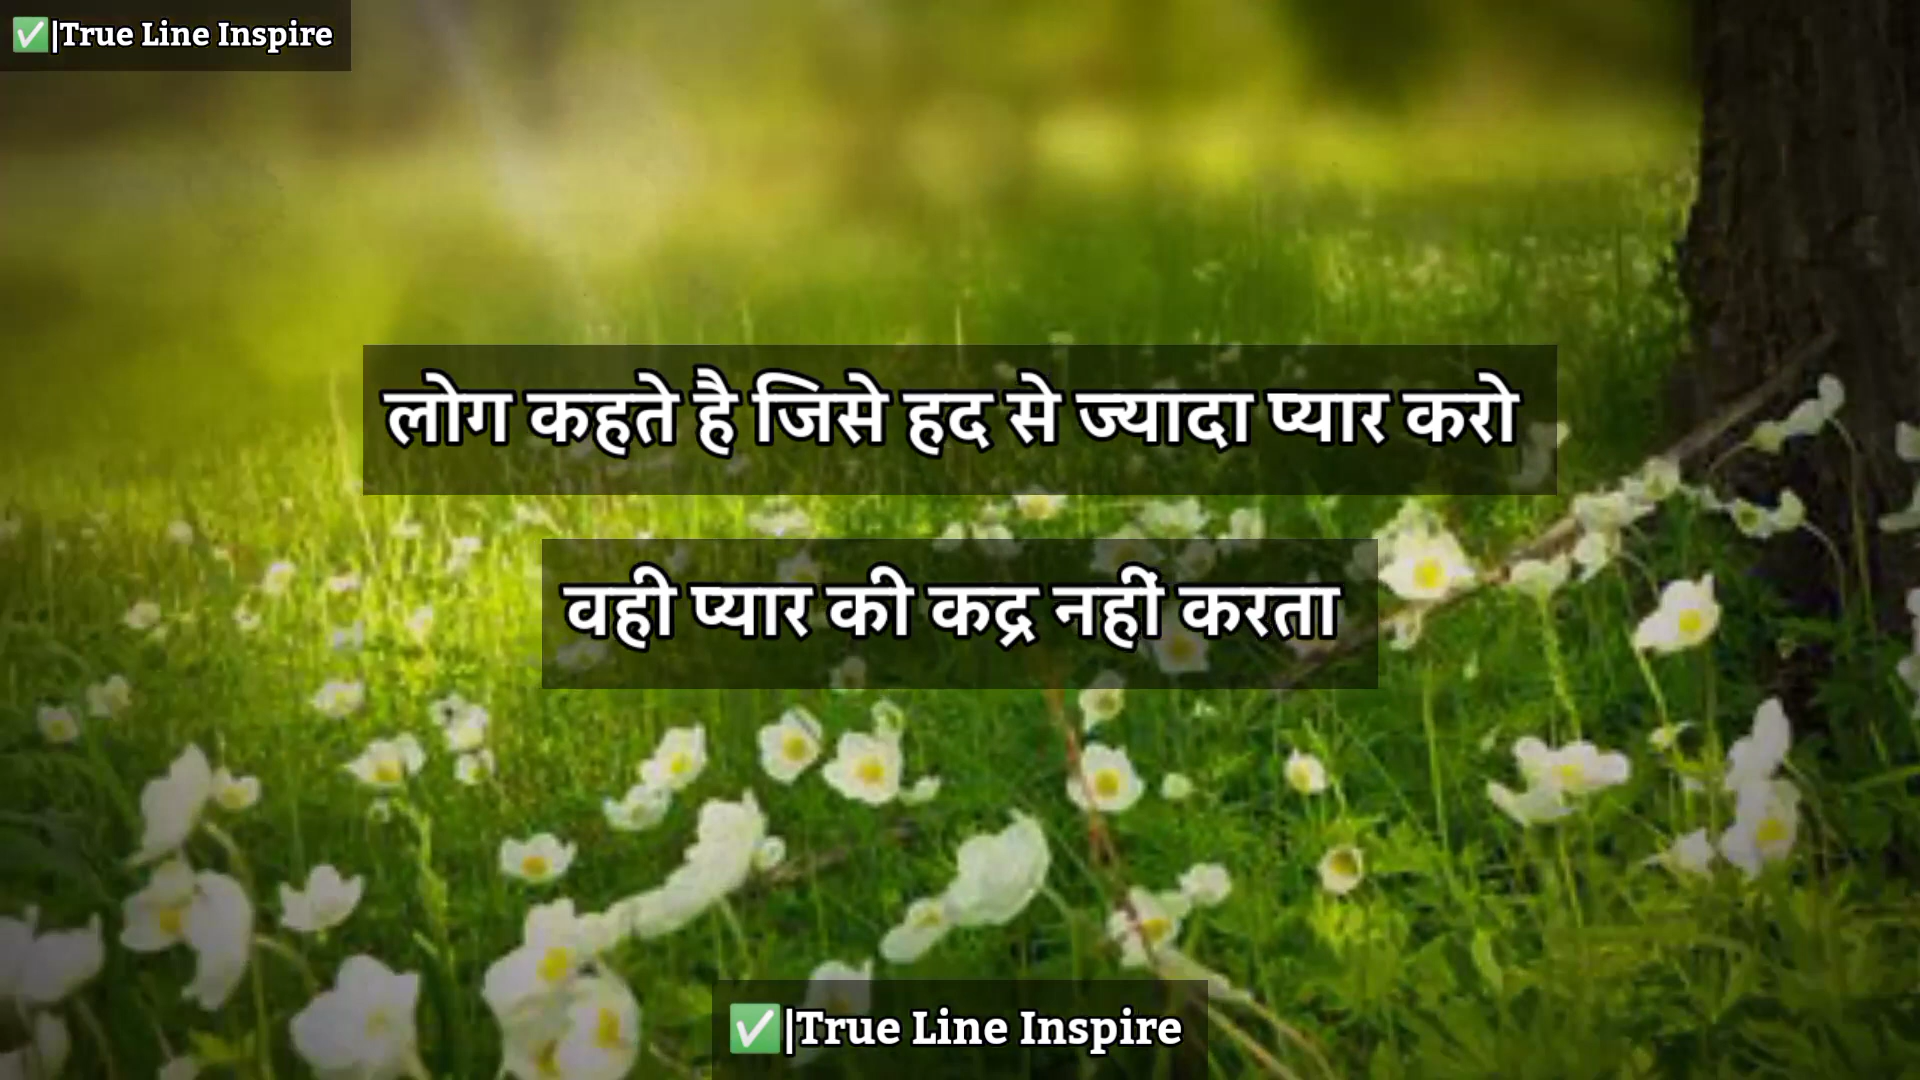 ✅|True Line Inspire
लोग कहते है जिसे हद से ज्यादा प्यार करो
वही प्यार की कद्र नहीं करता
✅|True Line Inspire